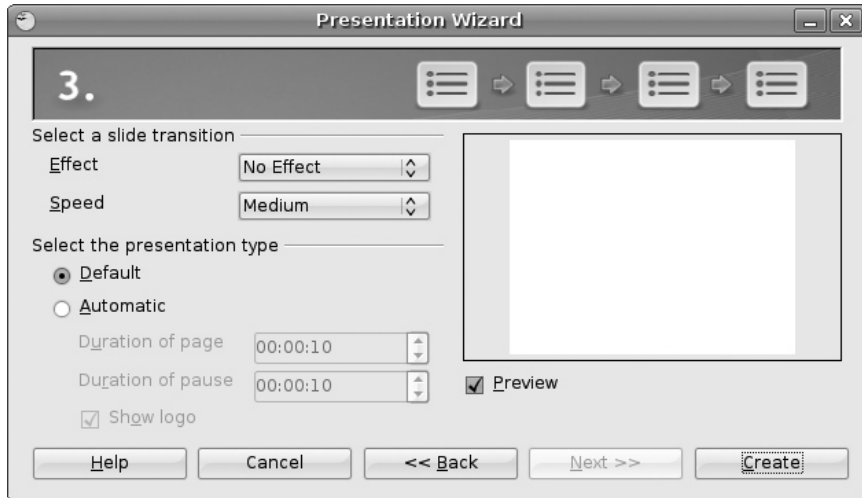 Presentation Wizard
3.
Select a slide transition
Effect
No Effect
Speed
Medium
Select the presentation type
Default
Automatic
Duration of page
00:00:10
Duration of pause
00:00:10
Show logo
Preview
Help
Cancel
<< Back
Next >>
Create